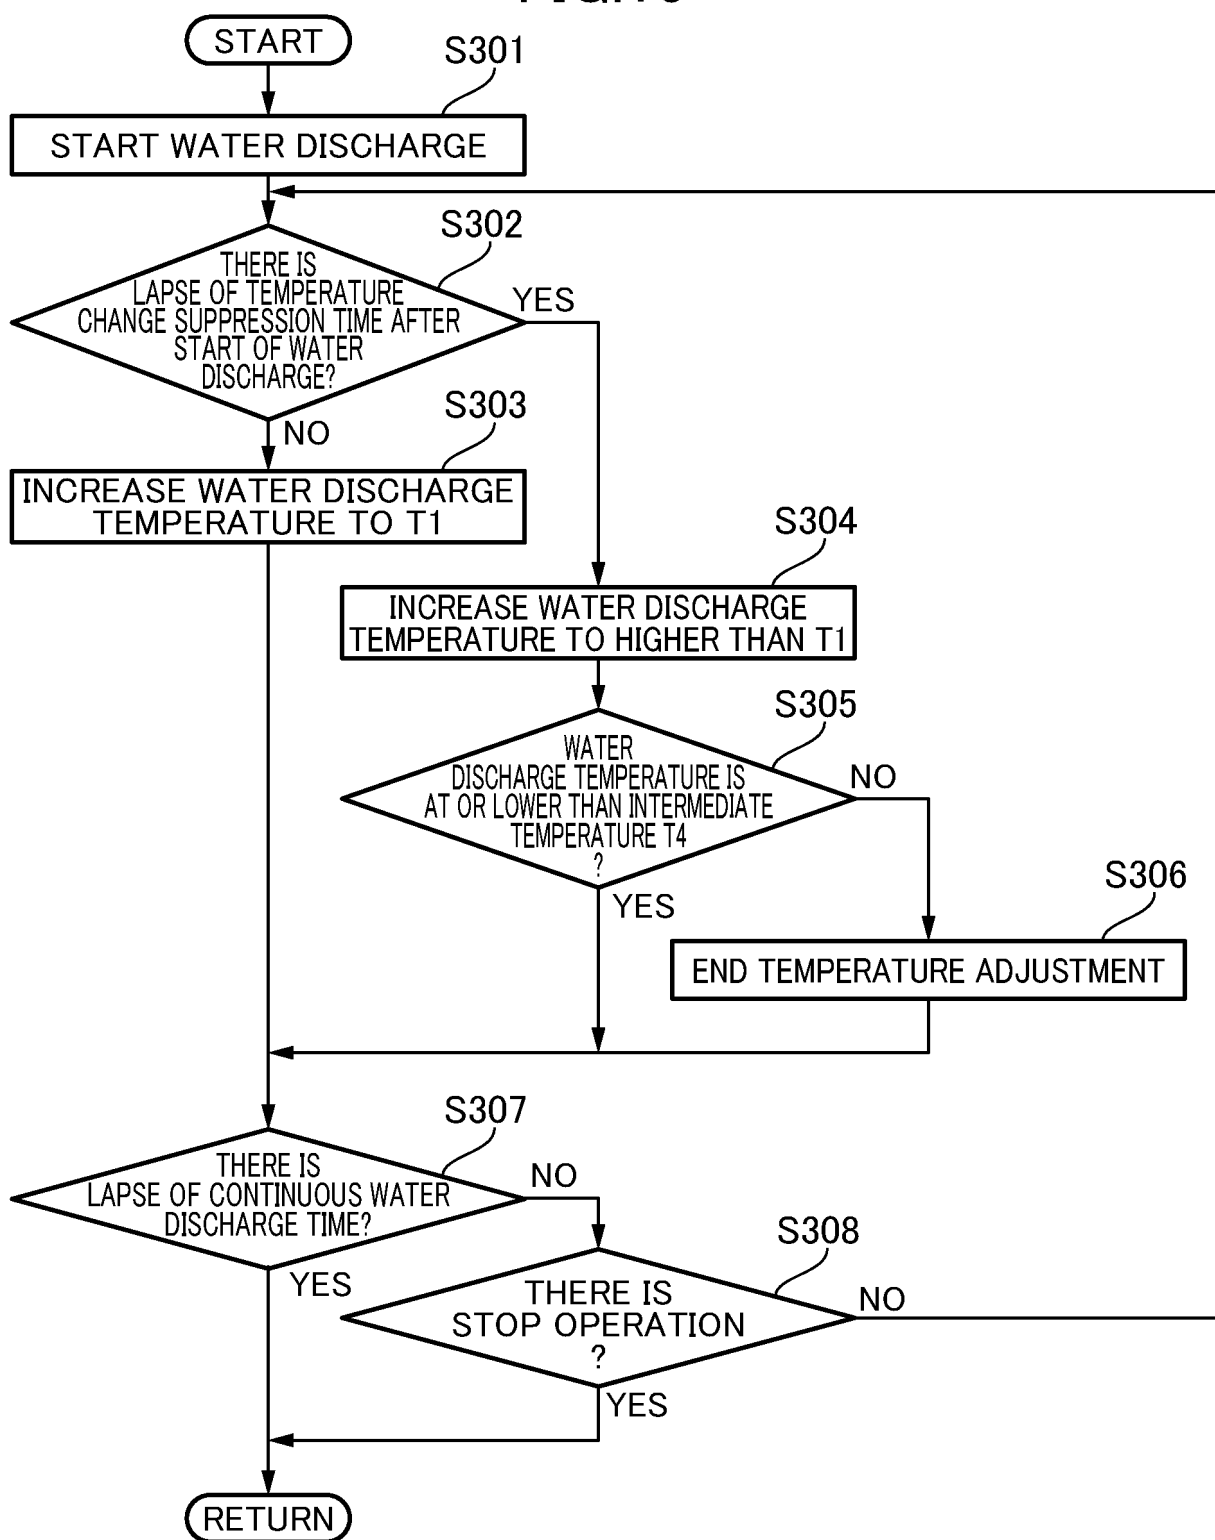 START
S301
START WATER DISCHARGE
S302
THERE IS
LAPSE OF TEMPERATURE
CHANGE SUPPRESSION TIME AFTER
START OF WATER
DISCHARGE?
YES
NO
S303
INCREASE WATER DISCHARGE
TEMPERATURE TO T1
S304
INCREASE WATER DISCHARGE
TEMPERATURE TO HIGHER THAN T1
S305
WATER
DISCHARGE TEMPERATURE IS
AT OR LOWER THAN INTERMEDIATE
TEMPERATURE T4
?
NO
YES
S306
END TEMPERATURE ADJUSTMENT
S307
THERE IS
LAPSE OF CONTINUOUS WATER
DISCHARGE TIME?
NO
YES
S308
THERE IS
STOP OPERATION
?
NO
YES
RETURN